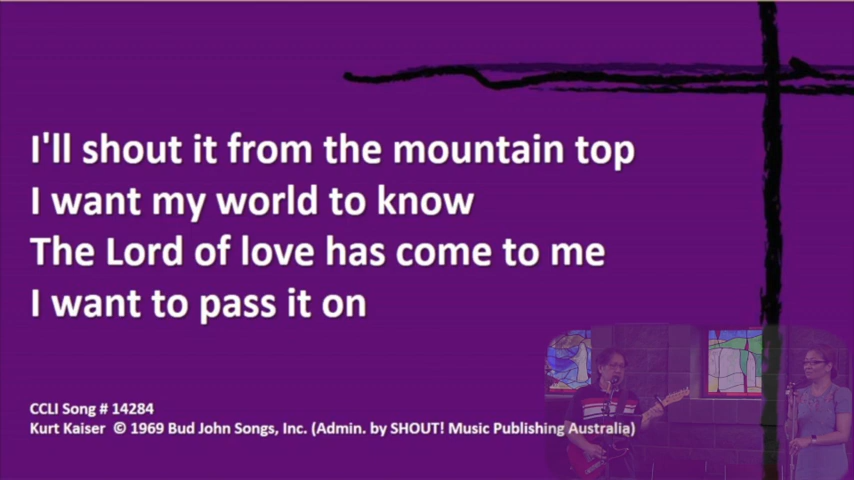 I'll shout it from the mountain top
I want my world to know
The Lord of love has come to me
I want to pass it on
CCLI Song # 14284
Kurt Kaiser © 1969 Bud John Songs, Inc. (Admin. by SHOUT! Music Publishing Australia)